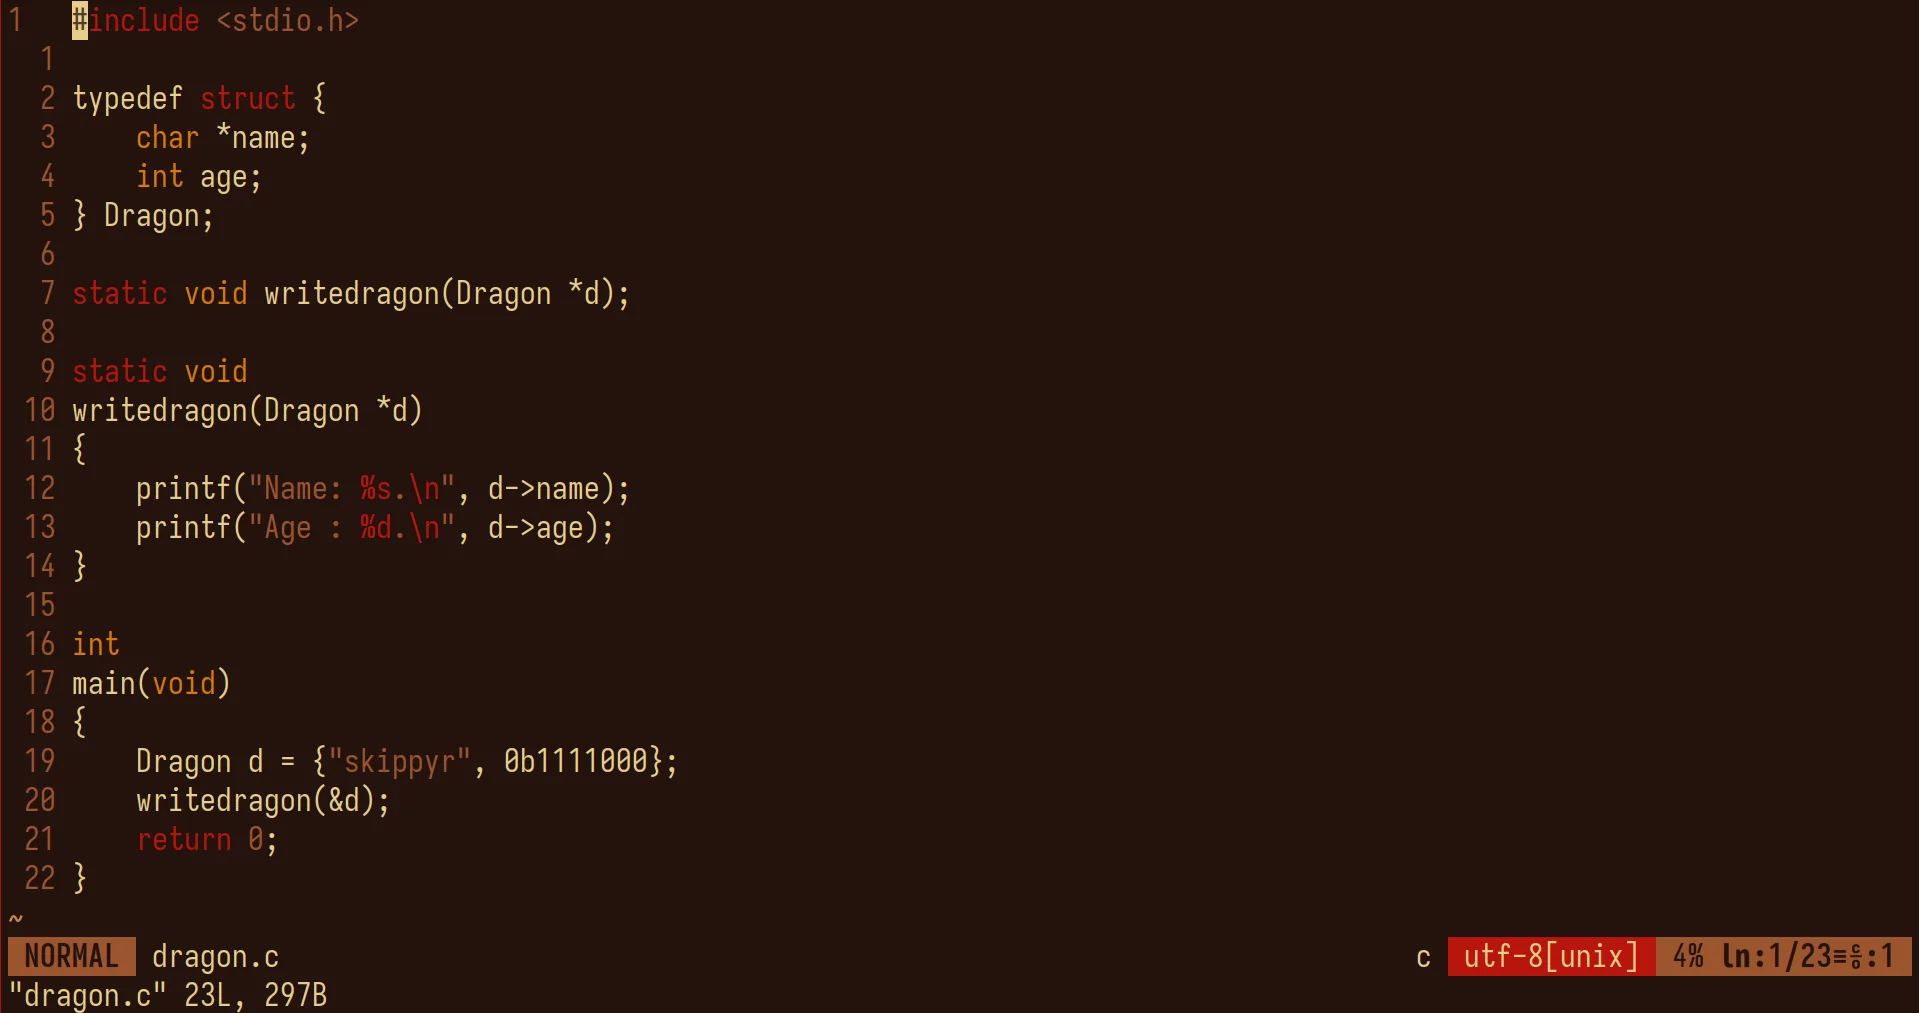 1   #include <stdio.h>
  1
  2 typedef struct {
  3     char *name;
  4     int age;
  5 } Dragon;
  6
  7 static void writedragon(Dragon *d);
  8
  9 static void
 10 writedragon(Dragon *d)
 11 {
 12     printf("Name: %s.\n", d->name);
 13     printf("Age : %d.\n", d->age);
 14 }
 15
 16 int
 17 main(void)
 18 {
 19     Dragon d = {"skippyr", 0b1111000};
 20     writedragon(&d);
 21     return 0;
 22 }
~
NORMAL dragon.c c utf-8[unix] 4% ln:1/23≡℅:1
"dragon.c" 23L, 297B